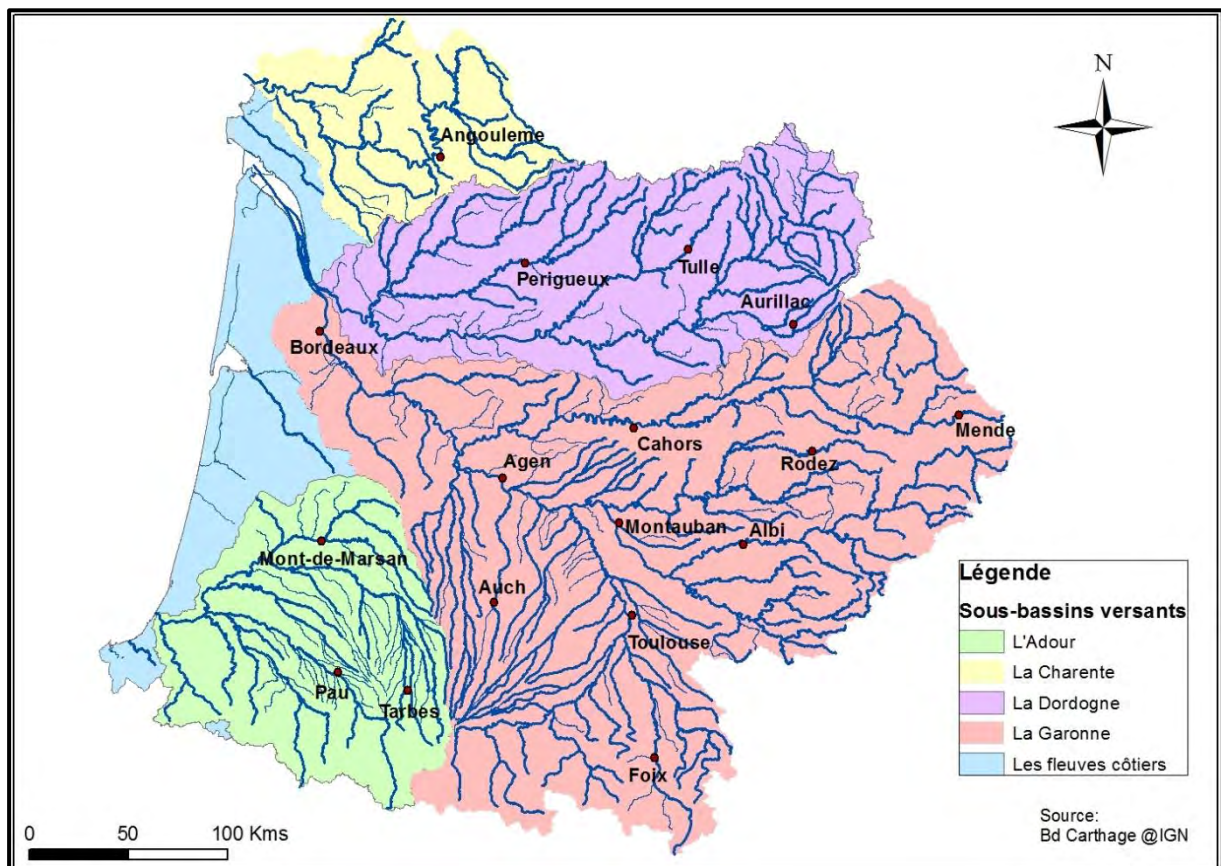 N
Angouleme
Perigueux
Tulle
Aurillac
Bordeaux
Cahors
Mende
Agen
Rodez
Montauban
Albi
Mont-de-Marsan
Auch
Toulouse
Pau
Tarbes
Foix
Légende
Sous-bassins versants
L'Adour
La Charente
La Dordogne
La Garonne
Les fleuves côtiers
Source:
Bd Carthage @IGN
0 50 100 Kms